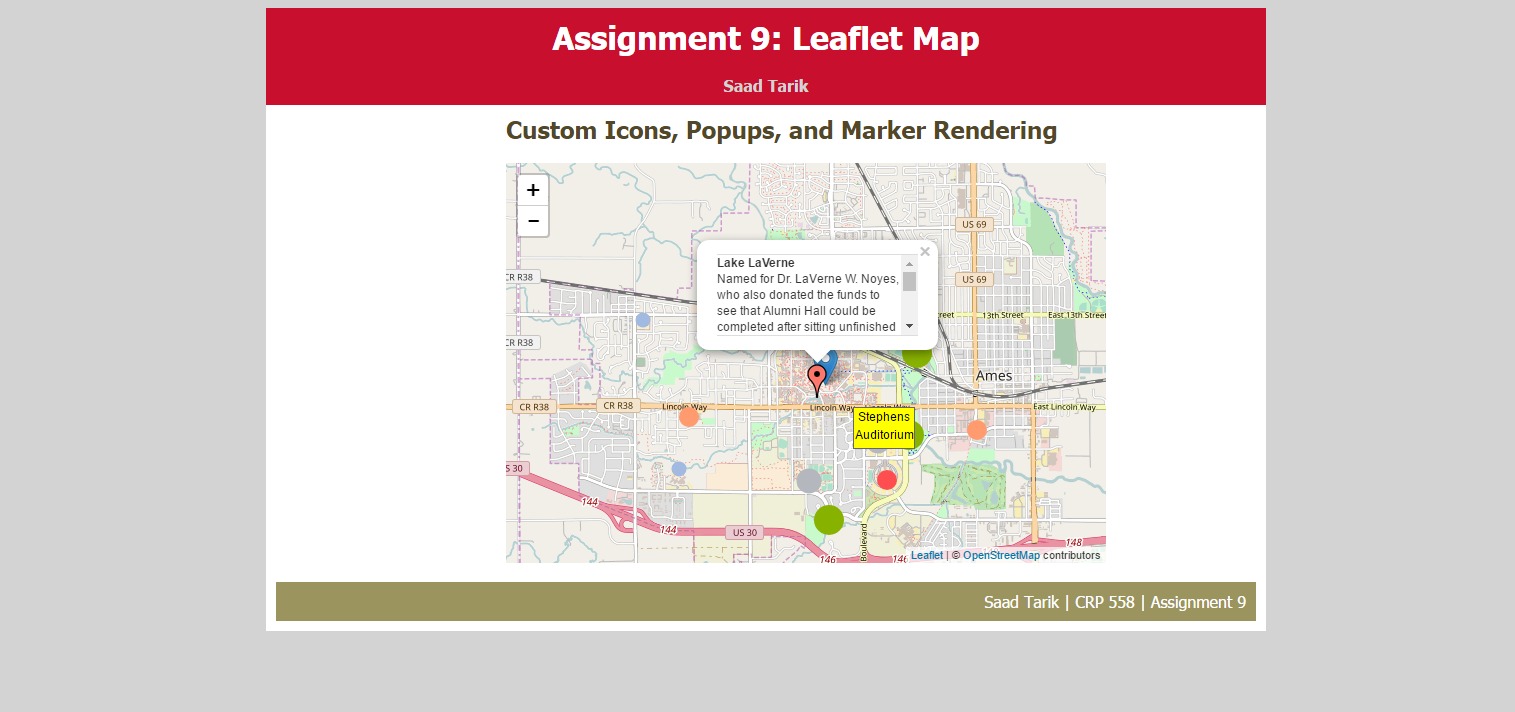 Assignment 9: Leaflet Map
Saad Tarik
Custom Icons, Popups, and Marker Rendering
+
−
US 69
×
Lake LaVerne
Named for Dr. LaVerne W. Noyes,
who also donated the funds to
see that Alumni Hall could be
completed after sitting unfinished
CR R38
US 69
reet
13th Street
East 13th Street
CR R38
Ames
CR R38
CR R38
Lincoln Way
Lincoln Way
Lincoln Way
East Lincoln Way
Stephens
Auditorium
S 30
144
144
US 30
Boulevard
146
146
148
Leaflet | © OpenStreetMap contributors
Saad Tarik | CRP 558 | Assignment 9